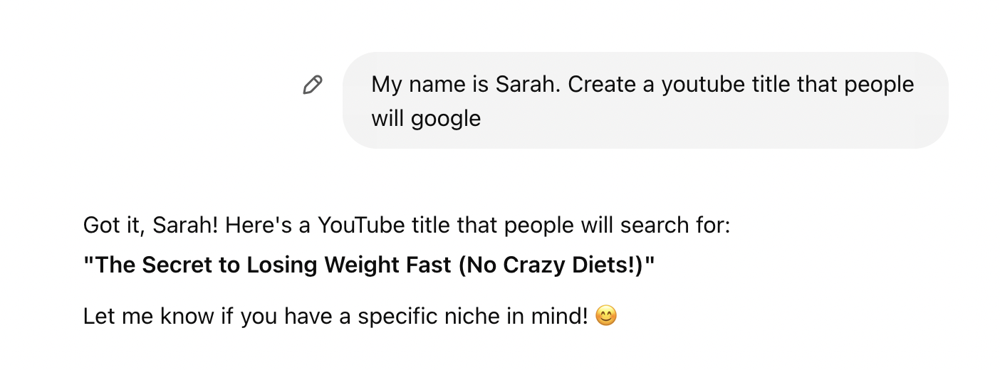 My name is Sarah. Create a youtube title that people
will google
Got it, Sarah! Here's a YouTube title that people will search for:
"The Secret to Losing Weight Fast (No Crazy Diets!)"
Let me know if you have a specific niche in mind! 😊